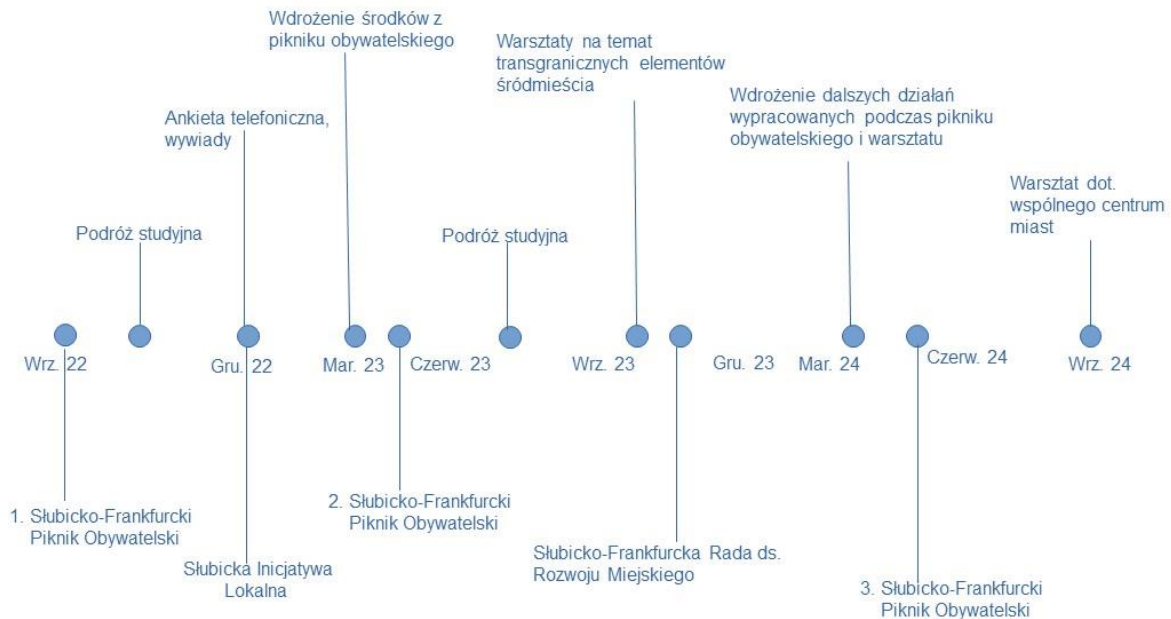 Wdrożenie środków z
pikniku obywatelskiego
Warsztaty na temat
transgranicznych elementów
śródmieścia
Wdrożenie dalszych działań
wypracowanych podczas pikniku
obywatelskiego i warsztatu
Ankieta telefoniczna,
wywiady
Warsztat dot.
wspólnego centrum
miast
Podróż studyjna
Podróż studyjna
Wrz. 22
Gru. 22
Mar. 23
Czerw. 23
Wrz. 23
Gru. 23
Mar. 24
Czerw. 24
Wrz. 24
1. Słubicko-Frankfurcki
Piknik Obywatelski
Słubicka Inicjatywa
Lokalna
2. Słubicko-Frankfurcki
Piknik Obywatelski
Słubicko-Frankfurcka Rada ds.
Rozwoju Miejskiego
3. Słubicko-Frankfurcki
Piknik Obywatelski